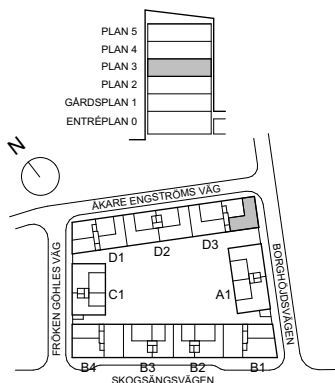 PLAN 5
PLAN 4
PLAN 3
PLAN 2
GÅRDSPLAN 1
ENTRÉPLAN 0
N
ÅKARE ENGSTRÖMS VÄG
D1
D2
D3
FRÖKEN GÖHLES VÄG
BORGHÖJDSVÄGEN
C1
A1
B4
B3
B2
B1
SKOGSÄNGSVÄGEN